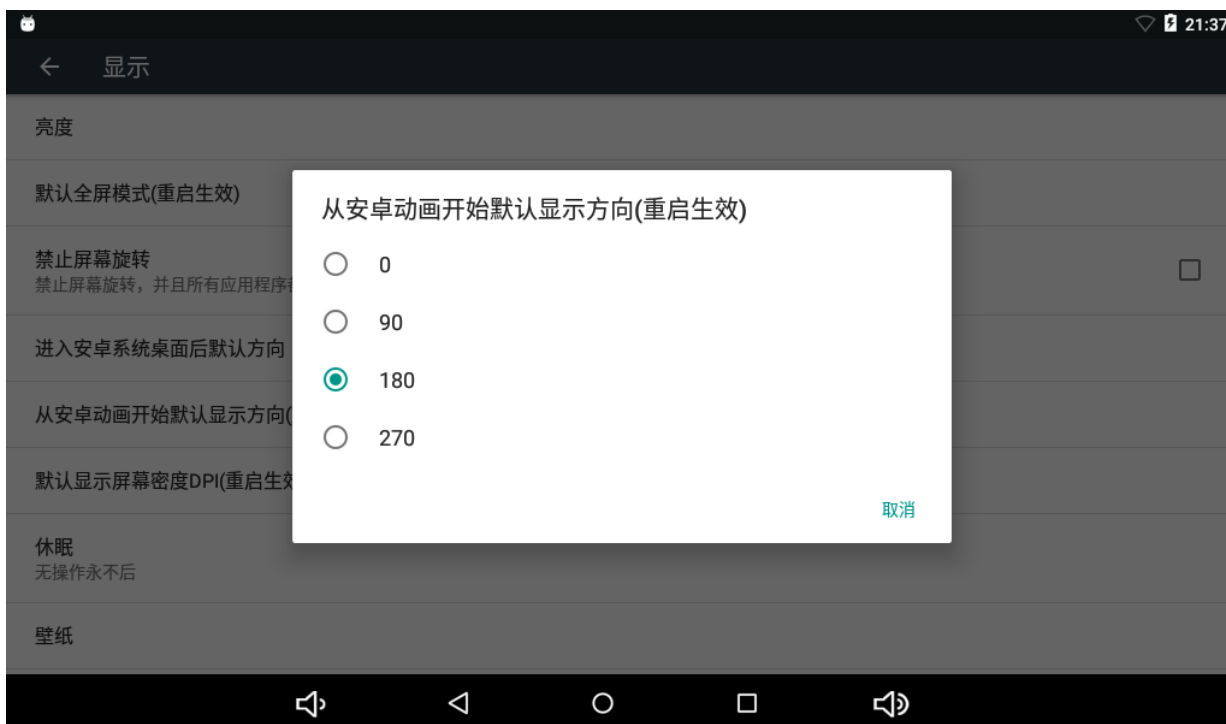 21:37
显示
亮度
默认全屏模式(重启生效)
禁止屏幕旋转
禁止屏幕旋转，并且所有应用程序
进入安卓系统桌面后默认方向
从安卓动画开始默认显示方向(
默认显示屏幕密度DPI(重启生效
休眠
无操作永不后
壁纸
从安卓动画开始默认显示方向(重启生效)
0
90
180
270
取消